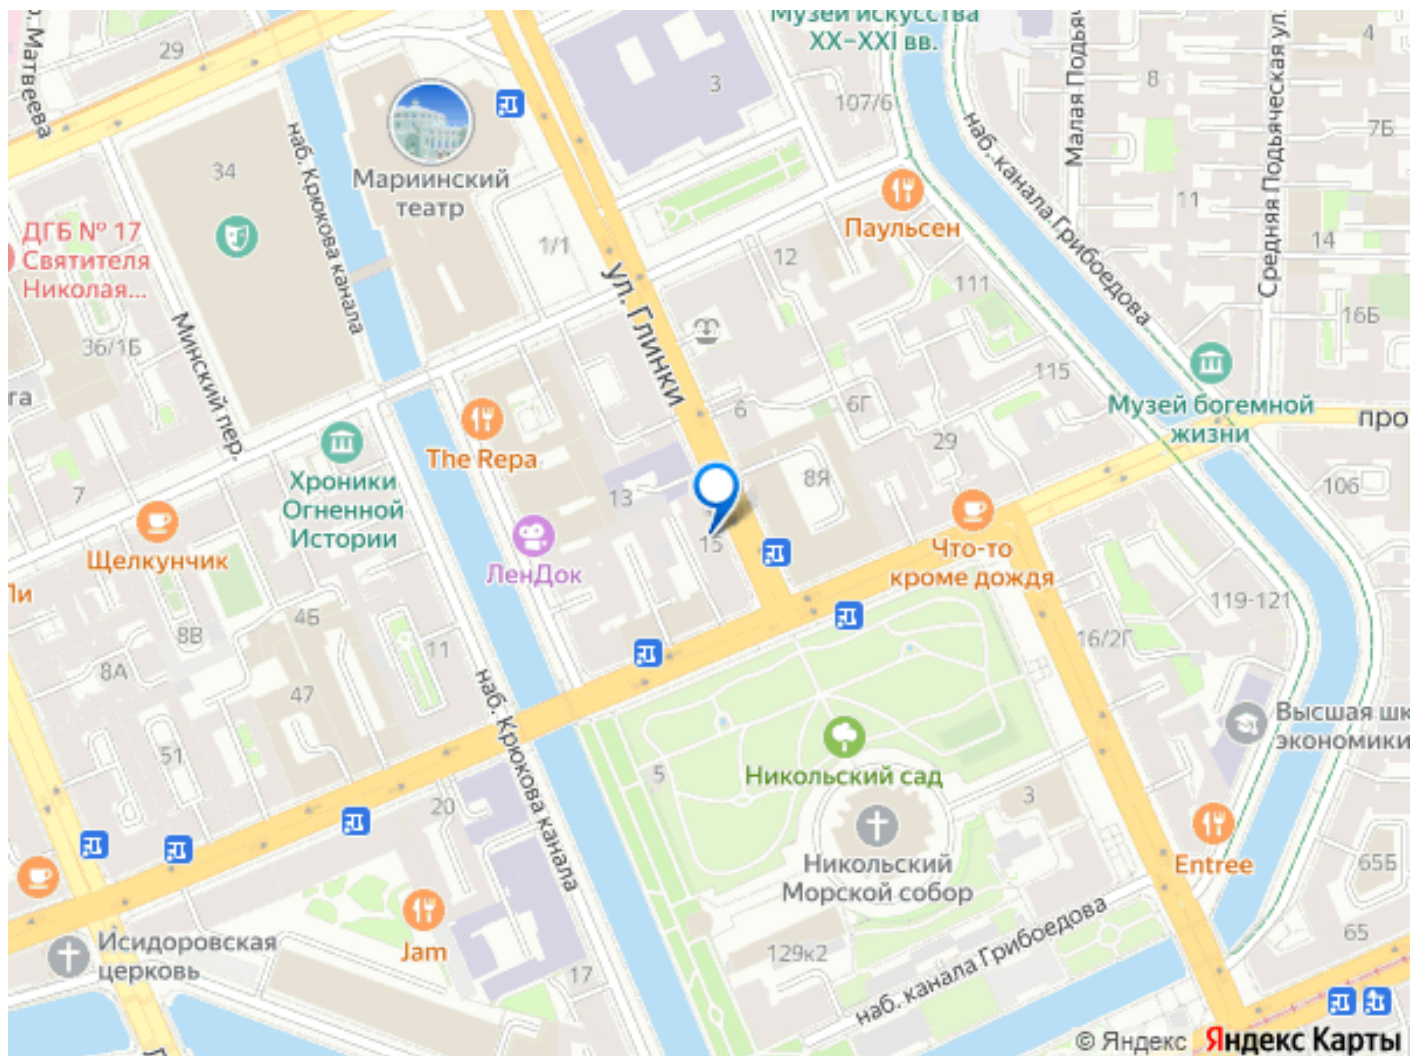 Музей искусства
XX–XXI вв.
29
3
107/6
4
8
7Б
.Матвеева
наб. Крюкова канала
34
Мариинский
театр
наб. канала Грибоедова
Малая Подьяческая
Средняя Подьяческая ул.
11
14
ДГБ № 17
Святителя
Николая...
1/1
Паульсен
12
111
16Б
ул. Глинки
36/1Б
Минский пер.
115
Музей богемной
жизни
6
6Г
29
The Repa
Хроники
Огненной
Истории
7
13
8Я
106
Щелкунчик
15
ЛенДок
Что-то
кроме дождя
119-121
4Б
8В
11
16/2Г
8А
47
наб. Крюкова канала
51
5
Никольский сад
Высшая шк
экономики
3
20
Никольский
Морской собор
Entree
65Б
Jam
Исидоровская
церковь
17
129к2
наб. канала Грибоедова
65
© Яндекс Яндекс Карты